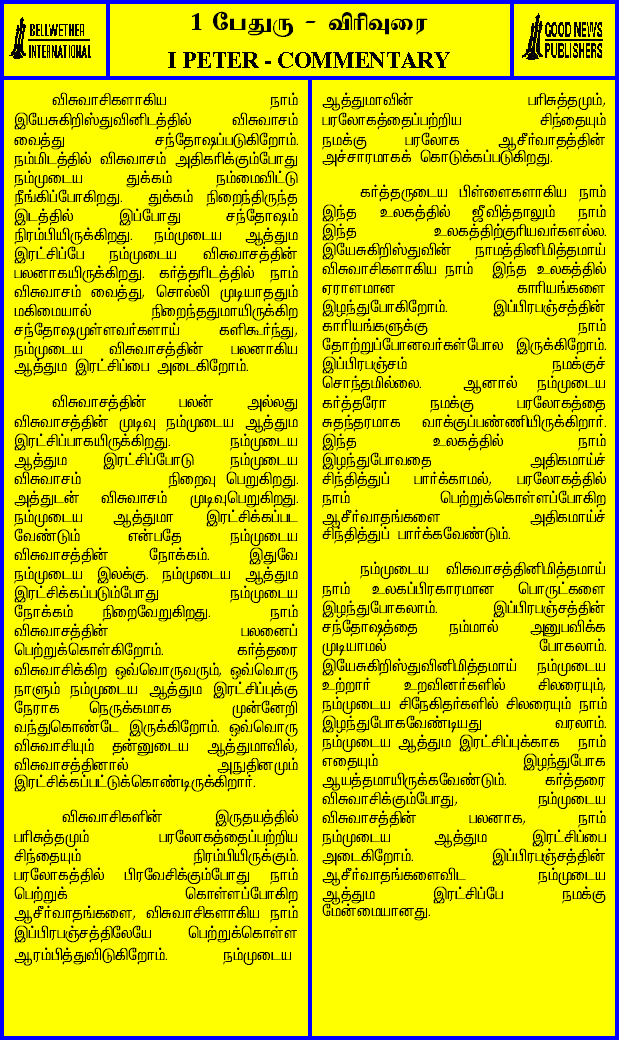 BELLWETHER
INTERNATIONAL
1 பேதுரு - விரிவுரை
I PETER - COMMENTARY
GOOD NEWS
PUBLISHERS
விசுவாசிகளாகிய நாம்
இயேசுகிறிஸ்துவினிடத்தில் விசுவாசம்
வைத்து சந்தோஷப்படுகிறோம்.
நம்மிடத்தில் விசுவாசம் அதிகரிக்கும்போது
நம்முடைய துக்கம் நம்மைவிட்டு
நீங்கிப்போகிறது. துக்கம் நிறைந்திருந்த
இடத்தில் இப்போது சந்தோஷம்
நிரம்பியிருக்கிறது. நம்முடைய ஆத்தும
இரட்சிப்பே நம்முடைய விசுவாசத்தின்
பலனாகயிருக்கிறது. கர்த்தரிடத்தில் நாம்
விசுவாசம் வைத்து, சொல்லி முடியாததும்
மகிமையால் நிறைந்ததுமாயிருக்கிற
சந்தோஷமுள்ளவர்களாய் களிகூர்ந்து,
நம்முடைய விசுவாசத்தின் பலனாகிய
ஆத்தும இரட்சிப்பை அடைகிறோம்.
விசுவாசத்தின் பலன் அல்லது
விசுவாசத்தின் முடிவு நம்முடைய ஆத்தும
இரட்சிப்பாகயிருக்கிறது. நம்முடைய
ஆத்தும இரட்சிப்போடு நம்முடைய
விசுவாசம் நிறைவு பெறுகிறது.
அத்துடன் விசுவாசம் முடிவுபெறுகிறது.
நம்முடைய ஆத்துமா இரட்சிக்கப்பட
வேண்டும் என்பதே நம்முடைய
விசுவாசத்தின் நோக்கம். இதுவே
நம்முடைய இலக்கு. நம்முடைய ஆத்தும
இரட்சிக்கப்படும்போது நம்முடைய
நோக்கம் நிறைவேறுகிறது. நாம்
விசுவாசத்தின் பலனைப்
பெற்றுக்கொள்கிறோம். கர்த்தரை
விசுவாசிக்கிற ஒவ்வொருவரும், ஒவ்வொரு
நாளும் நம்முடைய ஆத்தும இரட்சிப்புக்கு
நேராக நெருக்கமாக முன்னேறி
வந்துகொண்டே இருக்கிறோம். ஒவ்வொரு
விசுவாசியும் தன்னுடைய ஆத்துமாவில்,
விசுவாசத்தினால் அநுதினமும்
இரட்சிக்கப்பட்டுக்கொண்டிருக்கிறார்.
விசுவாசிகளின் இருதயத்தில்
பரிசுத்தமும் பரலோகத்தைப்பற்றிய
சிந்தையும் நிரம்பியிருக்கும்.
பரலோகத்தில் பிரவேசிக்கும்போது நாம்
பெற்றுக் கொள்ளப்போகிற
ஆசீர்வாதங்களை, விசுவாசிகளாகிய நாம்
இப்பிரபஞ்சத்திலேயே பெற்றுக்கொள்ள
ஆரம்பித்துவிடுகிறோம். நம்முடைய
ஆத்துமாவின் பரிசுத்தமும்,
பரலோகத்தைப்பற்றிய சிந்தையும்
நமக்கு பரலோக ஆசீர்வாதத்தின்
அச்சாரமாகக் கொடுக்கப்படுகிறது.
கர்த்தருடைய பிள்ளைகளாகிய நாம்
இந்த உலகத்தில் ஜீவித்தாலும் நாம்
இந்த உலகத்திற்குரியவர்களல்ல.
இயேசுகிறிஸ்துவின் நாமத்தினிமித்தமாய்
விசுவாசிகளாகிய நாம் இந்த உலகத்தில்
ஏராளமான காரியங்களை
இழந்துபோகிறோம். இப்பிரபஞ்சத்தின்
காரியங்களுக்கு நாம்
தோற்றுப்போனவர்கள்போல இருக்கிறோம்.
இப்பிரபஞ்சம் நமக்குச்
சொந்தமில்லை. ஆனால் நம்முடைய
கர்த்தரோ நமக்கு பரலோகத்தை
சுதந்தரமாக வாக்குப்பண்ணியிருக்கிறார்.
இந்த உலகத்தில் நாம்
இழந்துபோவதை அதிகமாய்ச்
சிந்தித்துப் பார்க்காமல், பரலோகத்தில்
நாம் பெற்றுக்கொள்ளப்போகிற
ஆசீர்வாதங்களை அதிகமாய்ச்
சிந்தித்துப் பார்க்கவேண்டும்.
நம்முடைய விசுவாசத்தினிமித்தமாய்
நாம் உலகப்பிரகாரமான பொருட்களை
இழந்துபோகலாம். இப்பிரபஞ்சத்தின்
சந்தோஷத்தை நம்மால் அனுபவிக்க
முடியாமல் போகலாம்.
இயேசுகிறிஸ்துவினிமித்தமாய் நம்முடைய
உற்றார் உறவினர்களில் சிலரையும்,
நம்முடைய சிநேகிதர்களில் சிலரையும் நாம்
இழந்துபோகவேண்டியது வரலாம்.
நம்முடைய ஆத்தும இரட்சிப்புக்காக நாம்
எதையும் இழந்துபோக
ஆயத்தமாயிருக்கவேண்டும். கர்த்தரை
விசுவாசிக்கும்போது, நம்முடைய
விசுவாசத்தின் பலனாக, நாம்
நம்முடைய ஆத்தும இரட்சிப்பை
அடைகிறோம். இப்பிரபஞ்சத்தின்
ஆசீர்வாதங்களைவிட நம்முடைய
ஆத்தும இரட்சிப்பே நமக்கு
மேன்மையானது.